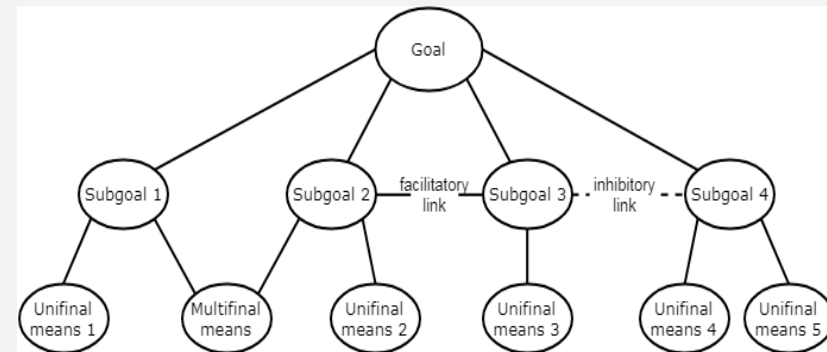 Goal
Subgoal 1
Subgoal 2
facilitatory
link
Subgoal 3
inhibitory
link
Subgoal 4
Unifinal
means 1
Multifinal
means
Unifinal
means 2
Unifinal
means 3
Unifinal
means 4
Unifinal
means 5